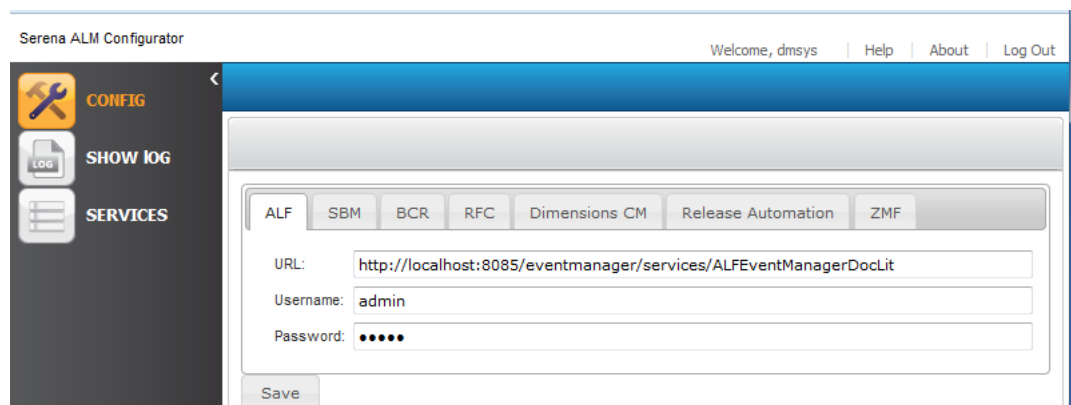 Serena ALM Configurator
Welcome, dmsys Help About Log Out
CONFIG
LOG
SHOW lOG
SERVICES
ALF SBM BCR RFC Dimensions CM Release Automation ZMF
URL: http://localhost:8085/eventmanager/services/ALFEventManagerDocLit
Username: admin
Password: •••••
Save